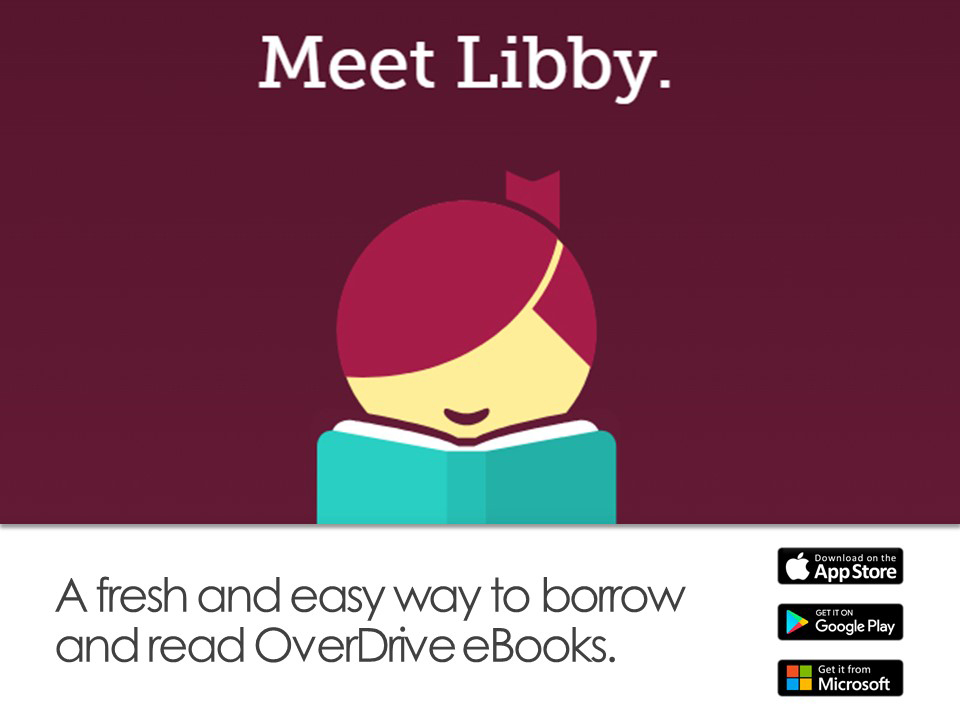 Meet Libby.
A fresh and easy way to borrow
and read OverDrive eBooks.
Download on the
App Store
GET IT ON
Google Play
Get it from
Microsoft